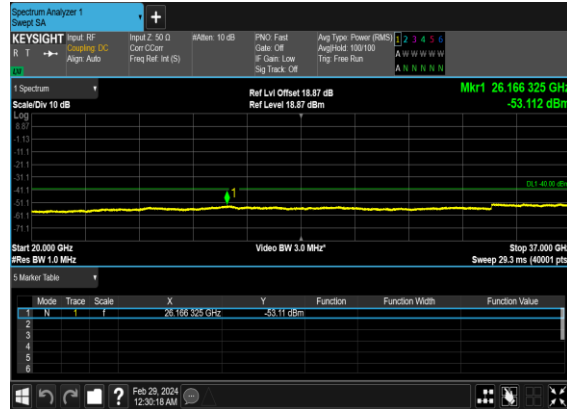 Spectrum Analyzer 1
Swept SA
+
KEYSIGHT Input: RF Input Z: 50 Ω #Atten: 10 dB PNO: Fast Avg Type: Power (RMS) 1 2 3 4 5 6
R T Coupling: DC Corr CCorr Gate: Off Avg|Hold: 100/100 A W W W W W
Align: Auto Freq Ref: Int (S) IF Gain: Low Trig: Free Run
Sig Track: Off A N N N N N
1 Spectrum Ref Lvl Offset 18.87 dB Mkr1 26.166 325 GHz
Scale/Div 10 dB Ref Level 18.87 dBm -53.112 dBm
Log
8.87
-1.13
-11.1
-21.1
-31.1
DL1 -40.00 dBm
-41.1
1
-51.1
-61.1
-71.1
Start 20.000 GHz Video BW 3.0 MHz* Stop 37.000 GHz
#Res BW 1.0 MHz Sweep 29.3 ms (40001 pts)
5 Marker Table
Mode Trace Scale X Y Function Function Width Function Value
1 N 1 f 26.166 325 GHz -53.11 dBm
2
3
4
5
6
? Feb 29, 2024
12:30:18 AM